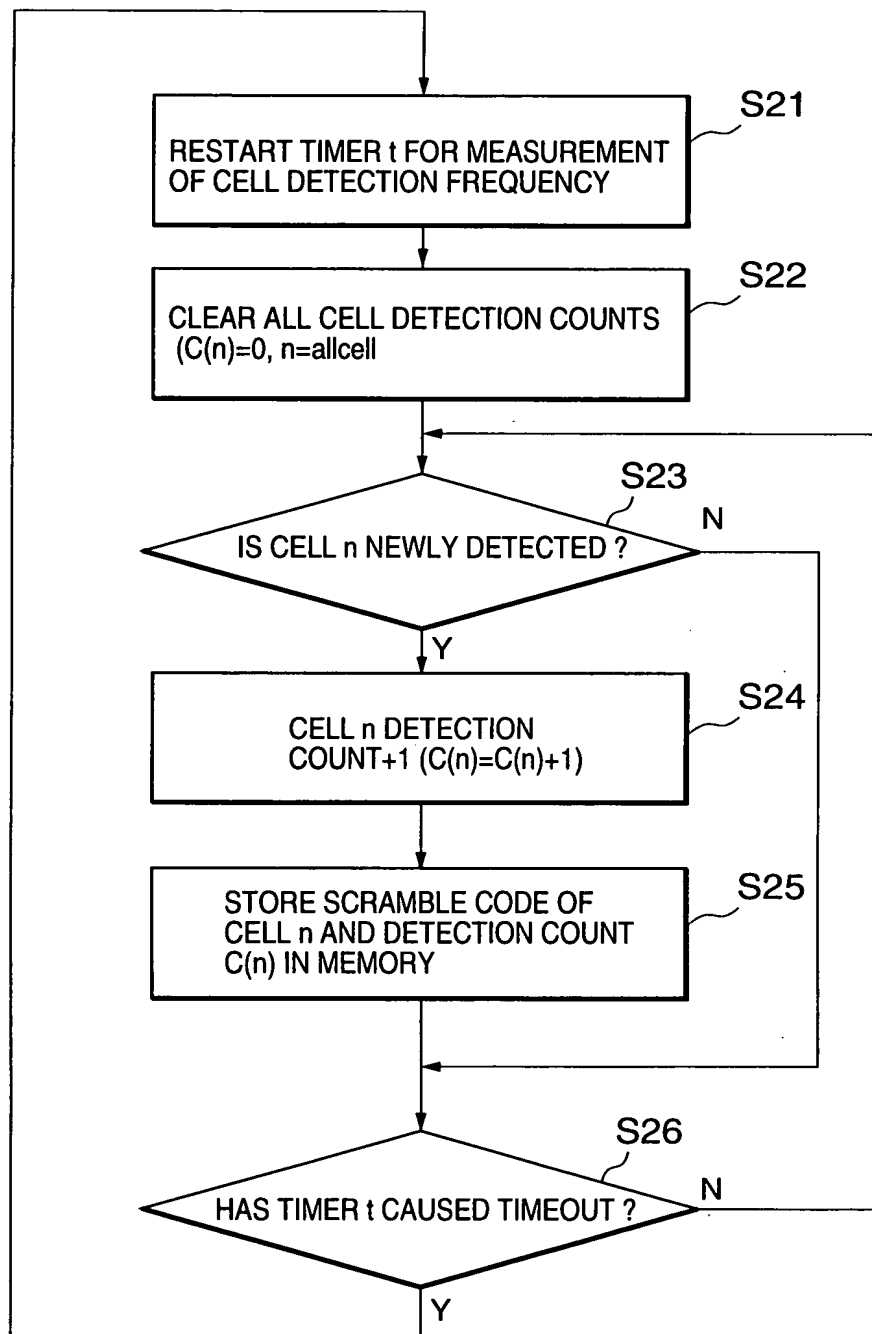 S21
RESTART TIMER t FOR MEASUREMENT
OF CELL DETECTION FREQUENCY
S22
CLEAR ALL CELL DETECTION COUNTS
(C(n)=0, n=allcell
S23
IS CELL n NEWLY DETECTED ?
N
Y
S24
CELL n DETECTION
COUNT+1 (C(n)=C(n)+1)
S25
STORE SCRAMBLE CODE OF
CELL n AND DETECTION COUNT
C(n) IN MEMORY
S26
HAS TIMER t CAUSED TIMEOUT ?
N
Y